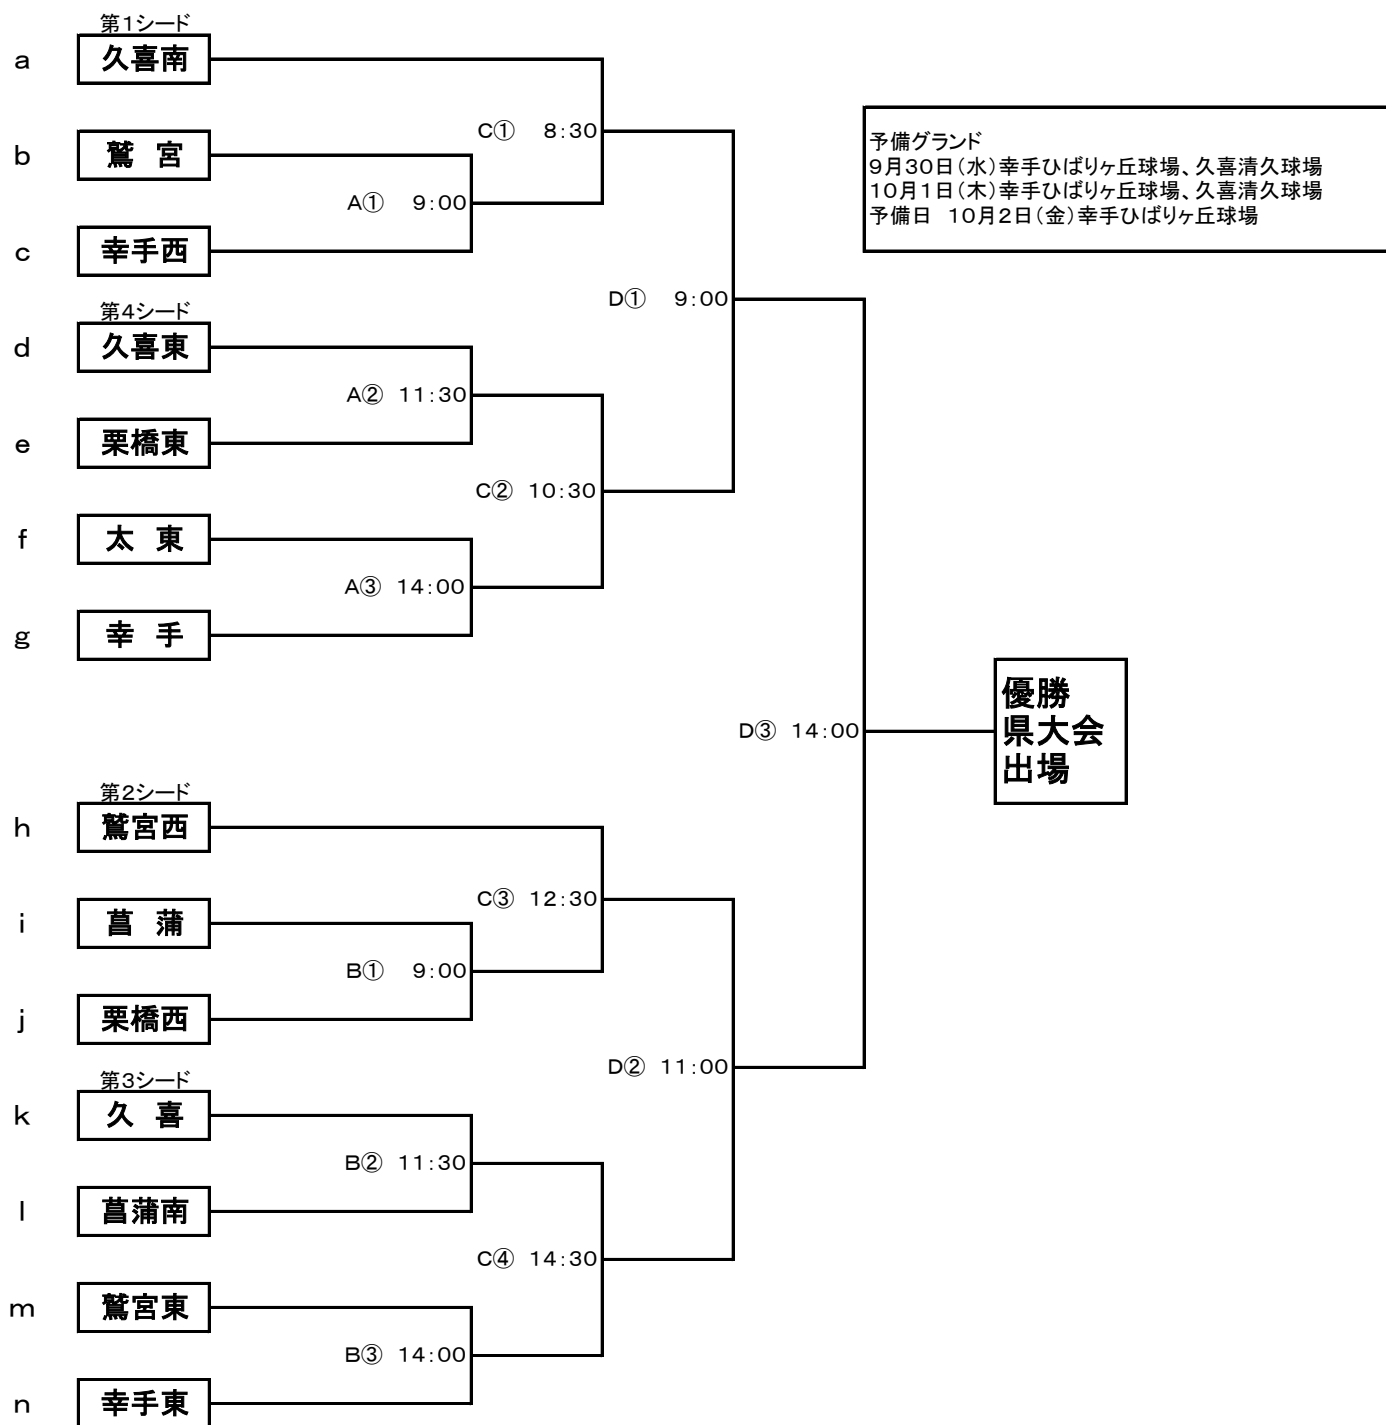 第1シード
a 久喜南
C① 8:30
b 鷲 宮
A① 9:00
c 幸手西
予備グランド
9月30日(水)幸手ひばりヶ丘球場、久喜清久球場
10月1日(木)幸手ひばりヶ丘球場、久喜清久球場
予備日 10月2日(金)幸手ひばりヶ丘球場
D① 9:00
第4シード
d 久喜東
A② 11:30
e 栗橋東
C② 10:30
f 太 東
A③ 14:00
g 幸 手
D③ 14:00
優勝
県大会
出場
第2シード
h 鷲宮西
C③ 12:30
i 菖 蒲
B① 9:00
j 栗橋西
D② 11:00
第3シード
k 久 喜
B② 11:30
l 菖蒲南
C④ 14:30
m 鷲宮東
B③ 14:00
n 幸手東